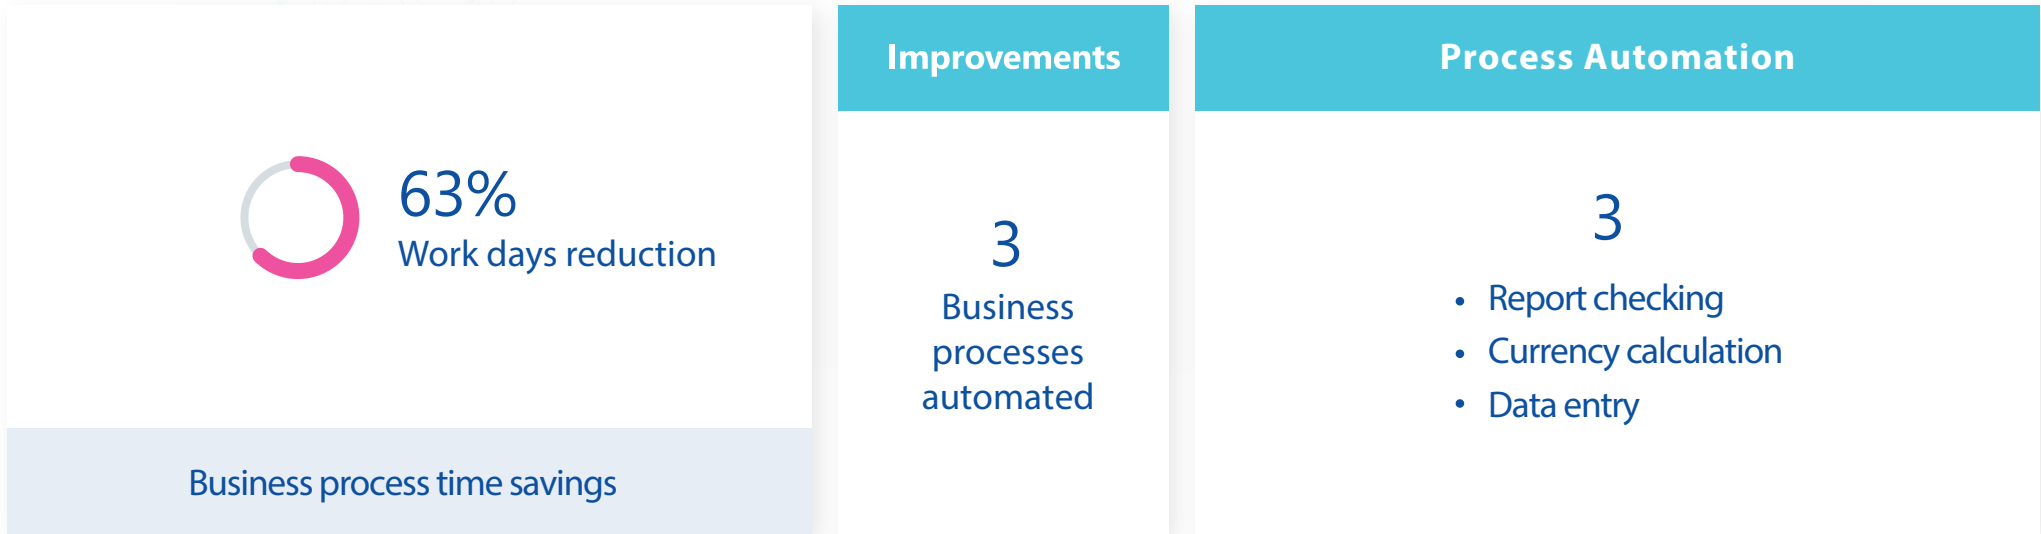 63%
Work days reduction
Business process time savings
Improvements
3
Business
processes
automated
Process Automation
3
• Report checking
• Currency calculation
• Data entry